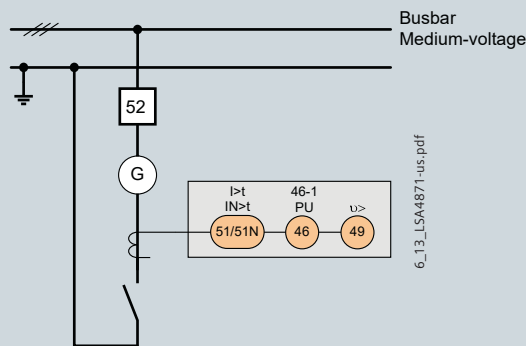 Busbar
Medium-voltage
52
G
I>t
IN>t
46-1
PU
ʋ>
51/51N
46
49
6_13_LSA4871-us.pdf